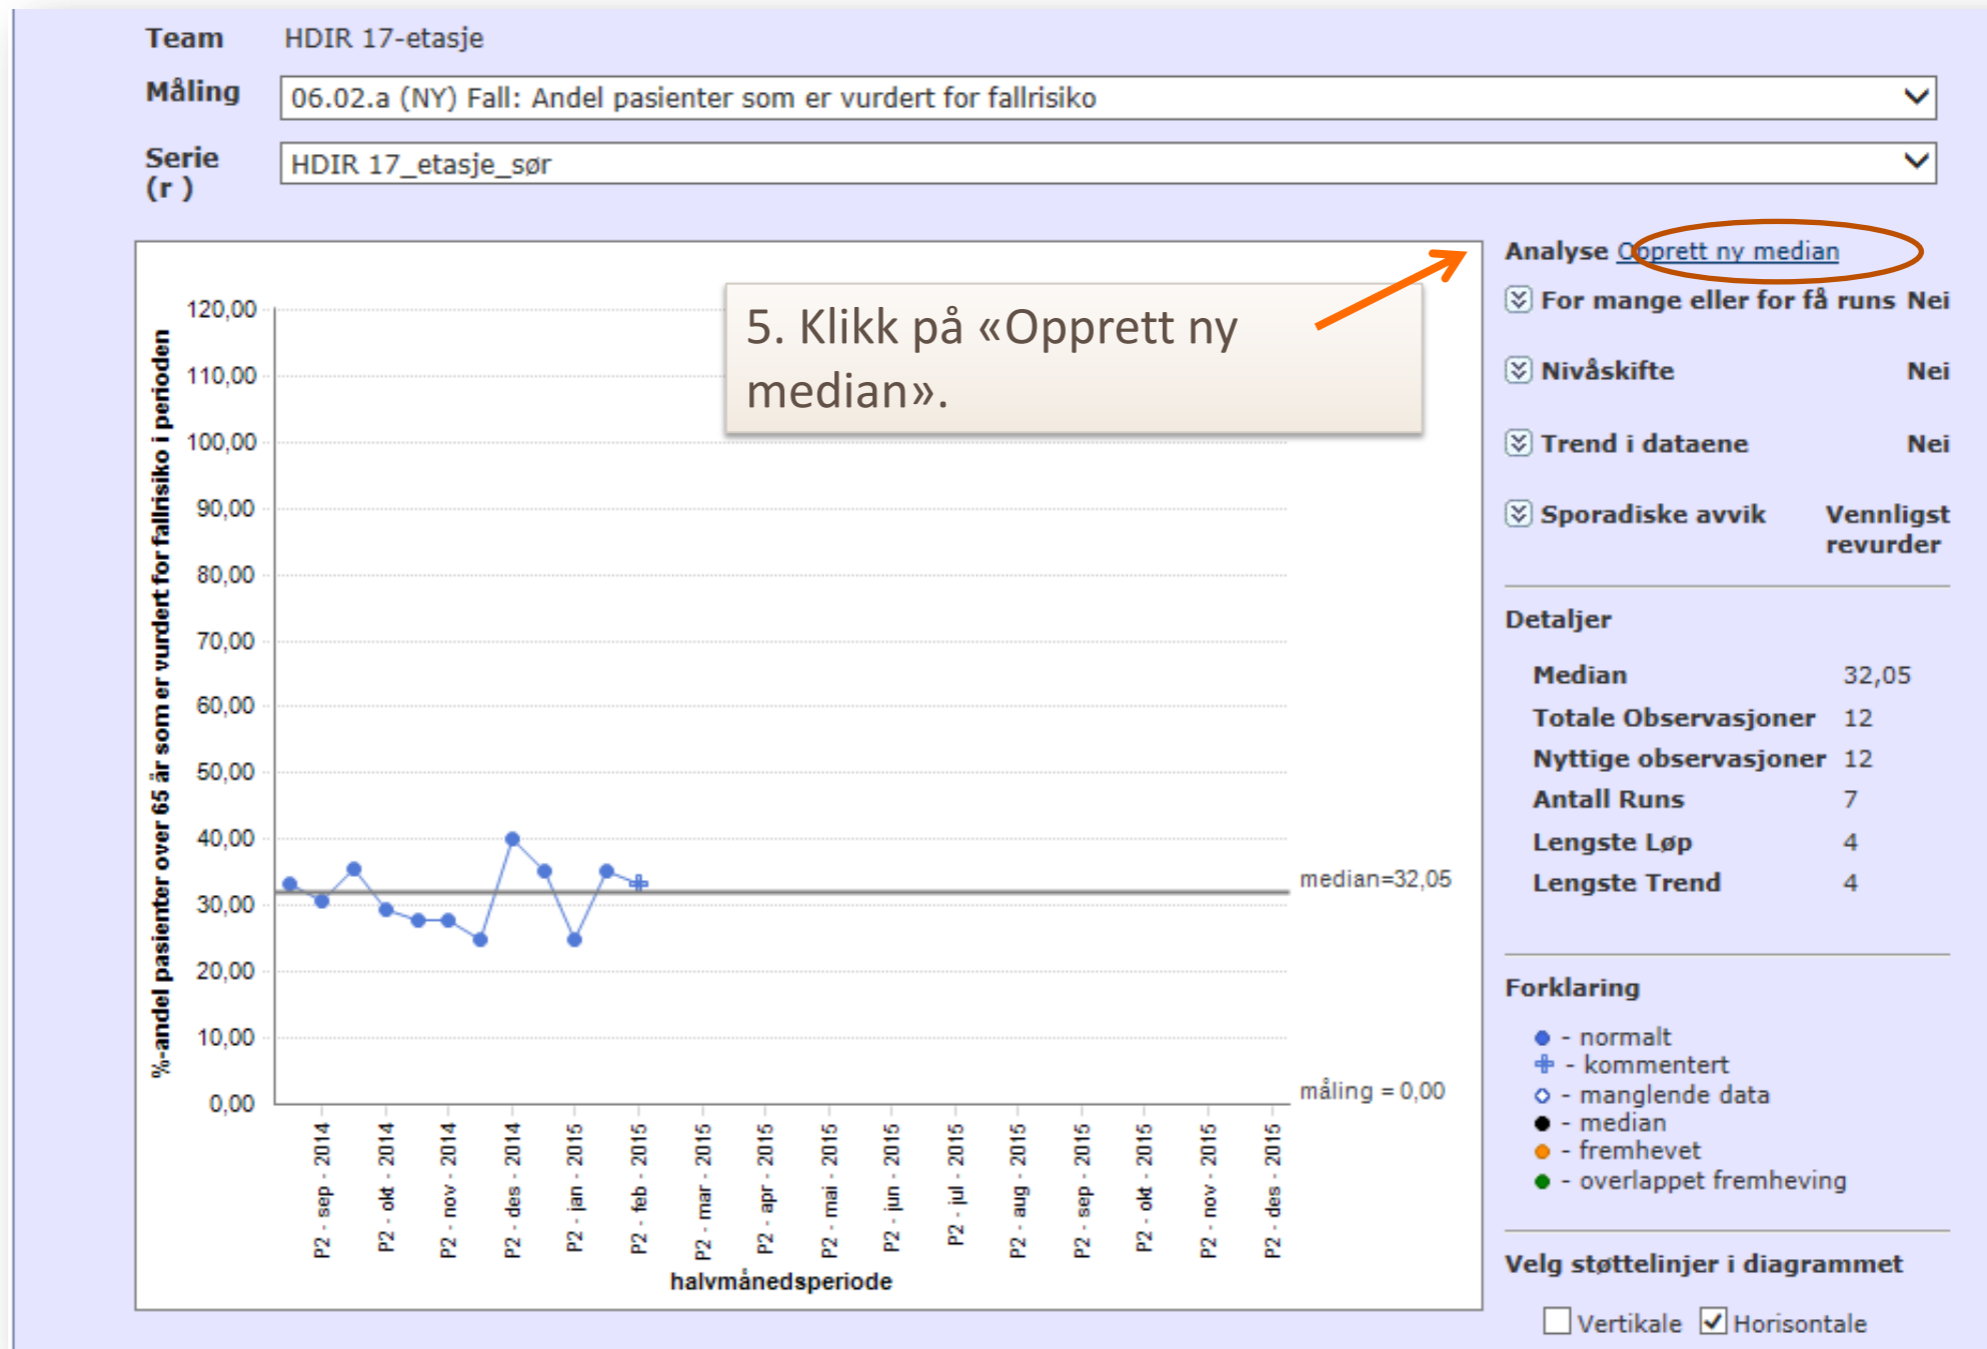 Team HDIR 17-etasje
Måling 06.02.a (NY) Fall: Andel pasienter som er vurdert for fallrisiko
Serie
(r ) HDIR 17_etasje_sør
%-andel pasienter over 65 år som er vurdert for fallrisiko i perioden
120,00
110,00
100,00
90,00
80,00
70,00
60,00
50,00
40,00
30,00
20,00
10,00
0,00
5. Klikk på «Opprett ny
median».
median=32,05
måling = 0,00
P2 - sep - 2014
P2 - okt - 2014
P2 - nov - 2014
P2 - des - 2014
P2 - jan - 2015
P2 - feb - 2015
P2 - mar - 2015
P2 - apr - 2015
P2 - mai - 2015
P2 - jun - 2015
P2 - jul - 2015
P2 - aug - 2015
P2 - sep - 2015
P2 - okt - 2015
P2 - nov - 2015
P2 - des - 2015
halvmånedsperiode
Analyse Opprett ny median
For mange eller for få runs Nei
Nivåskifte Nei
Trend i dataene Nei
Sporadiske avvik Vennligst
revurder
Detaljer
Median 32,05
Totale Observasjoner 12
Nyttige observasjoner 12
Antall Runs 7
Lengste Løp 4
Lengste Trend 4
Forklaring
- normalt
- kommentert
- manglende data
- median
- fremhevet
- overlappet fremheving
Velg støttelinjer i diagrammet
Vertikale Horisontale